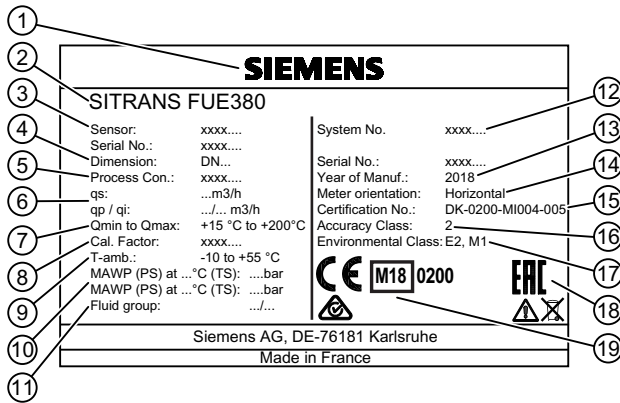 SIEMENS
SITRANS FUE380
Sensor: xxxx....
Serial No.: xxxx....
Dimension: DN...
Process Con.: xxxx....
qs: ...m3/h
qp / qi: .../... m3/h
Qmin to Qmax: +15 °C to +200°C
Cal. Factor: xxxx....
T-amb.: -10 to +55 °C
MAWP (PS) at ...°C (TS): ....bar
MAWP (PS) at ...°C (TS): ....bar
Fluid group: .../...
System No. xxxx....
Serial No.: xxxx....
Year of Manuf.: 2018
Meter orientation: Horizontal
Certification No.: DK-0200-MI004-005
Accuracy Class: 2
Environmental Class: E2, M1
CE M18 0200
EAC
Siemens AG, DE-76181 Karlsruhe
Made in France
1
2
3
4
5
6
7
8
9
10
11
12
13
14
15
16
17
18
19